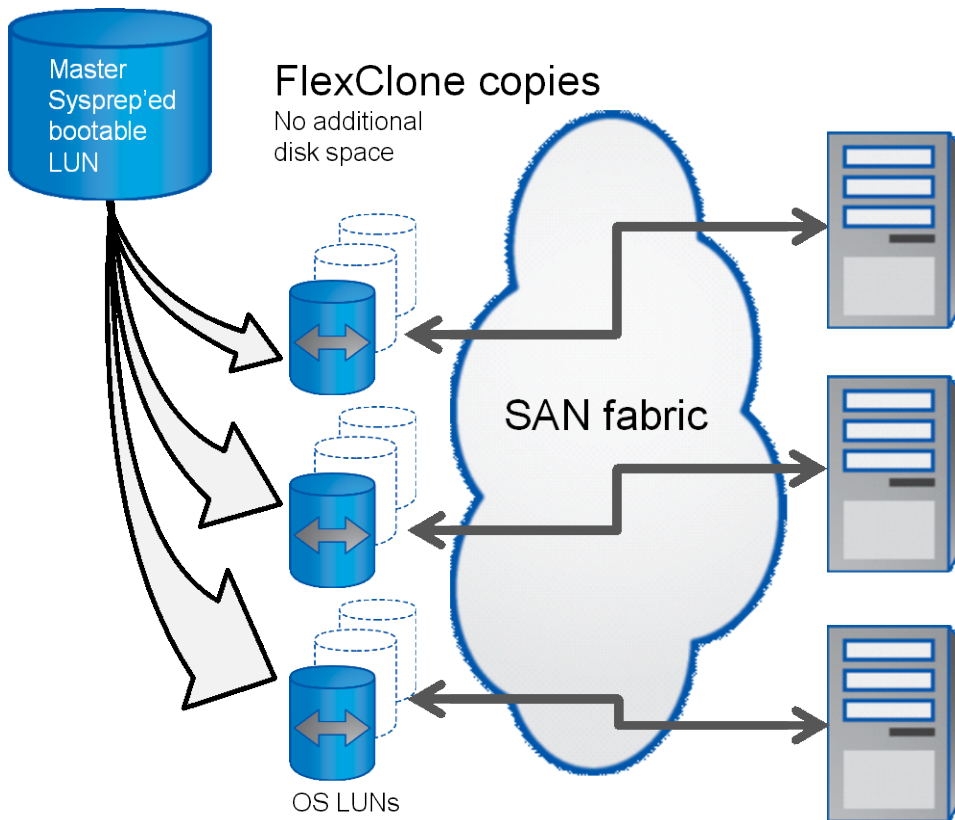 Master
Sysprep'ed
bootable
LUN
FlexClone copies
No additional
disk space
SAN fabric
OS LUNs